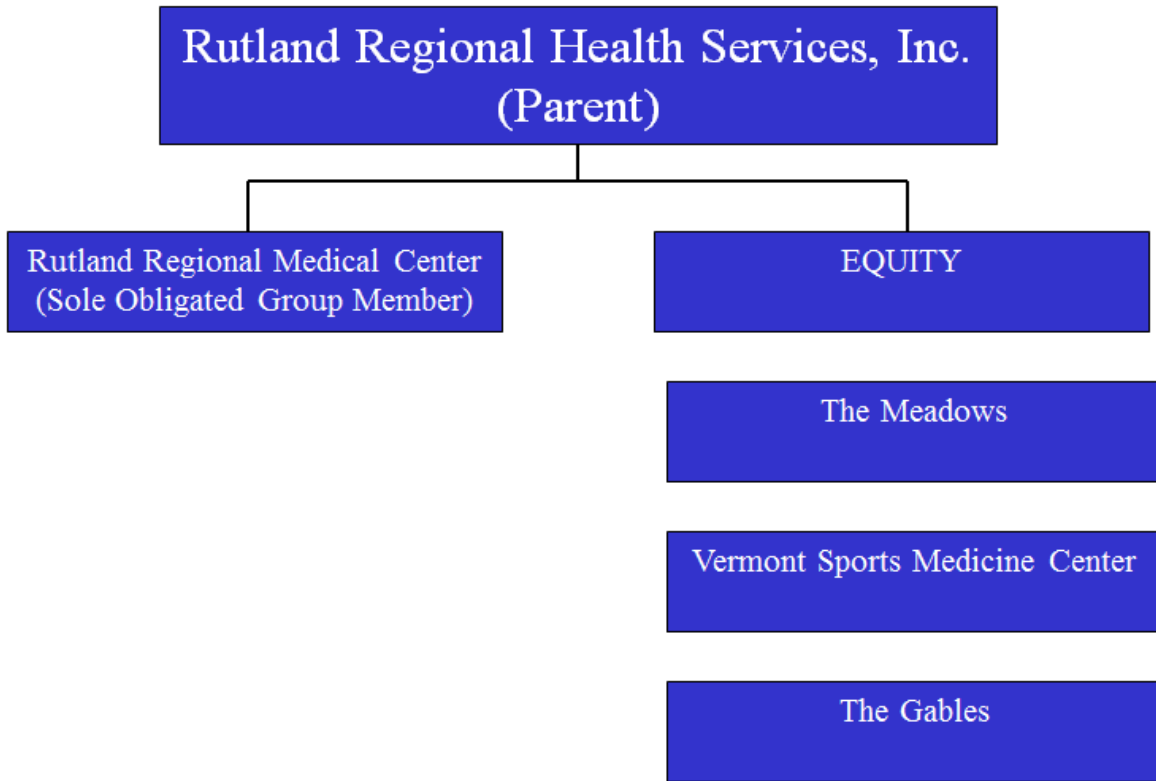 Rutland Regional Health Services, Inc.
(Parent)
Rutland Regional Medical Center
(Sole Obligated Group Member)
EQUITY
The Meadows
Vermont Sports Medicine Center
The Gables